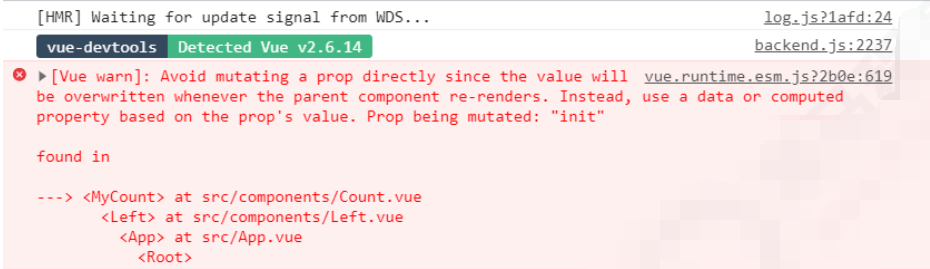 [HMR] Waiting for update signal from WDS... log.js?1afd:24
vue-devtools Detected Vue v2.6.14 backend.js:2237
[Vue warn]: Avoid mutating a prop directly since the value will vue.runtime.esm.js?2b0e:619
be overwritten whenever the parent component re-renders. Instead, use a data or computed
property based on the prop's value. Prop being mutated: "init"
found in
---> <MyCount> at src/components/Count.vue
<Left> at src/components/Left.vue
<App> at src/App.vue
<Root>